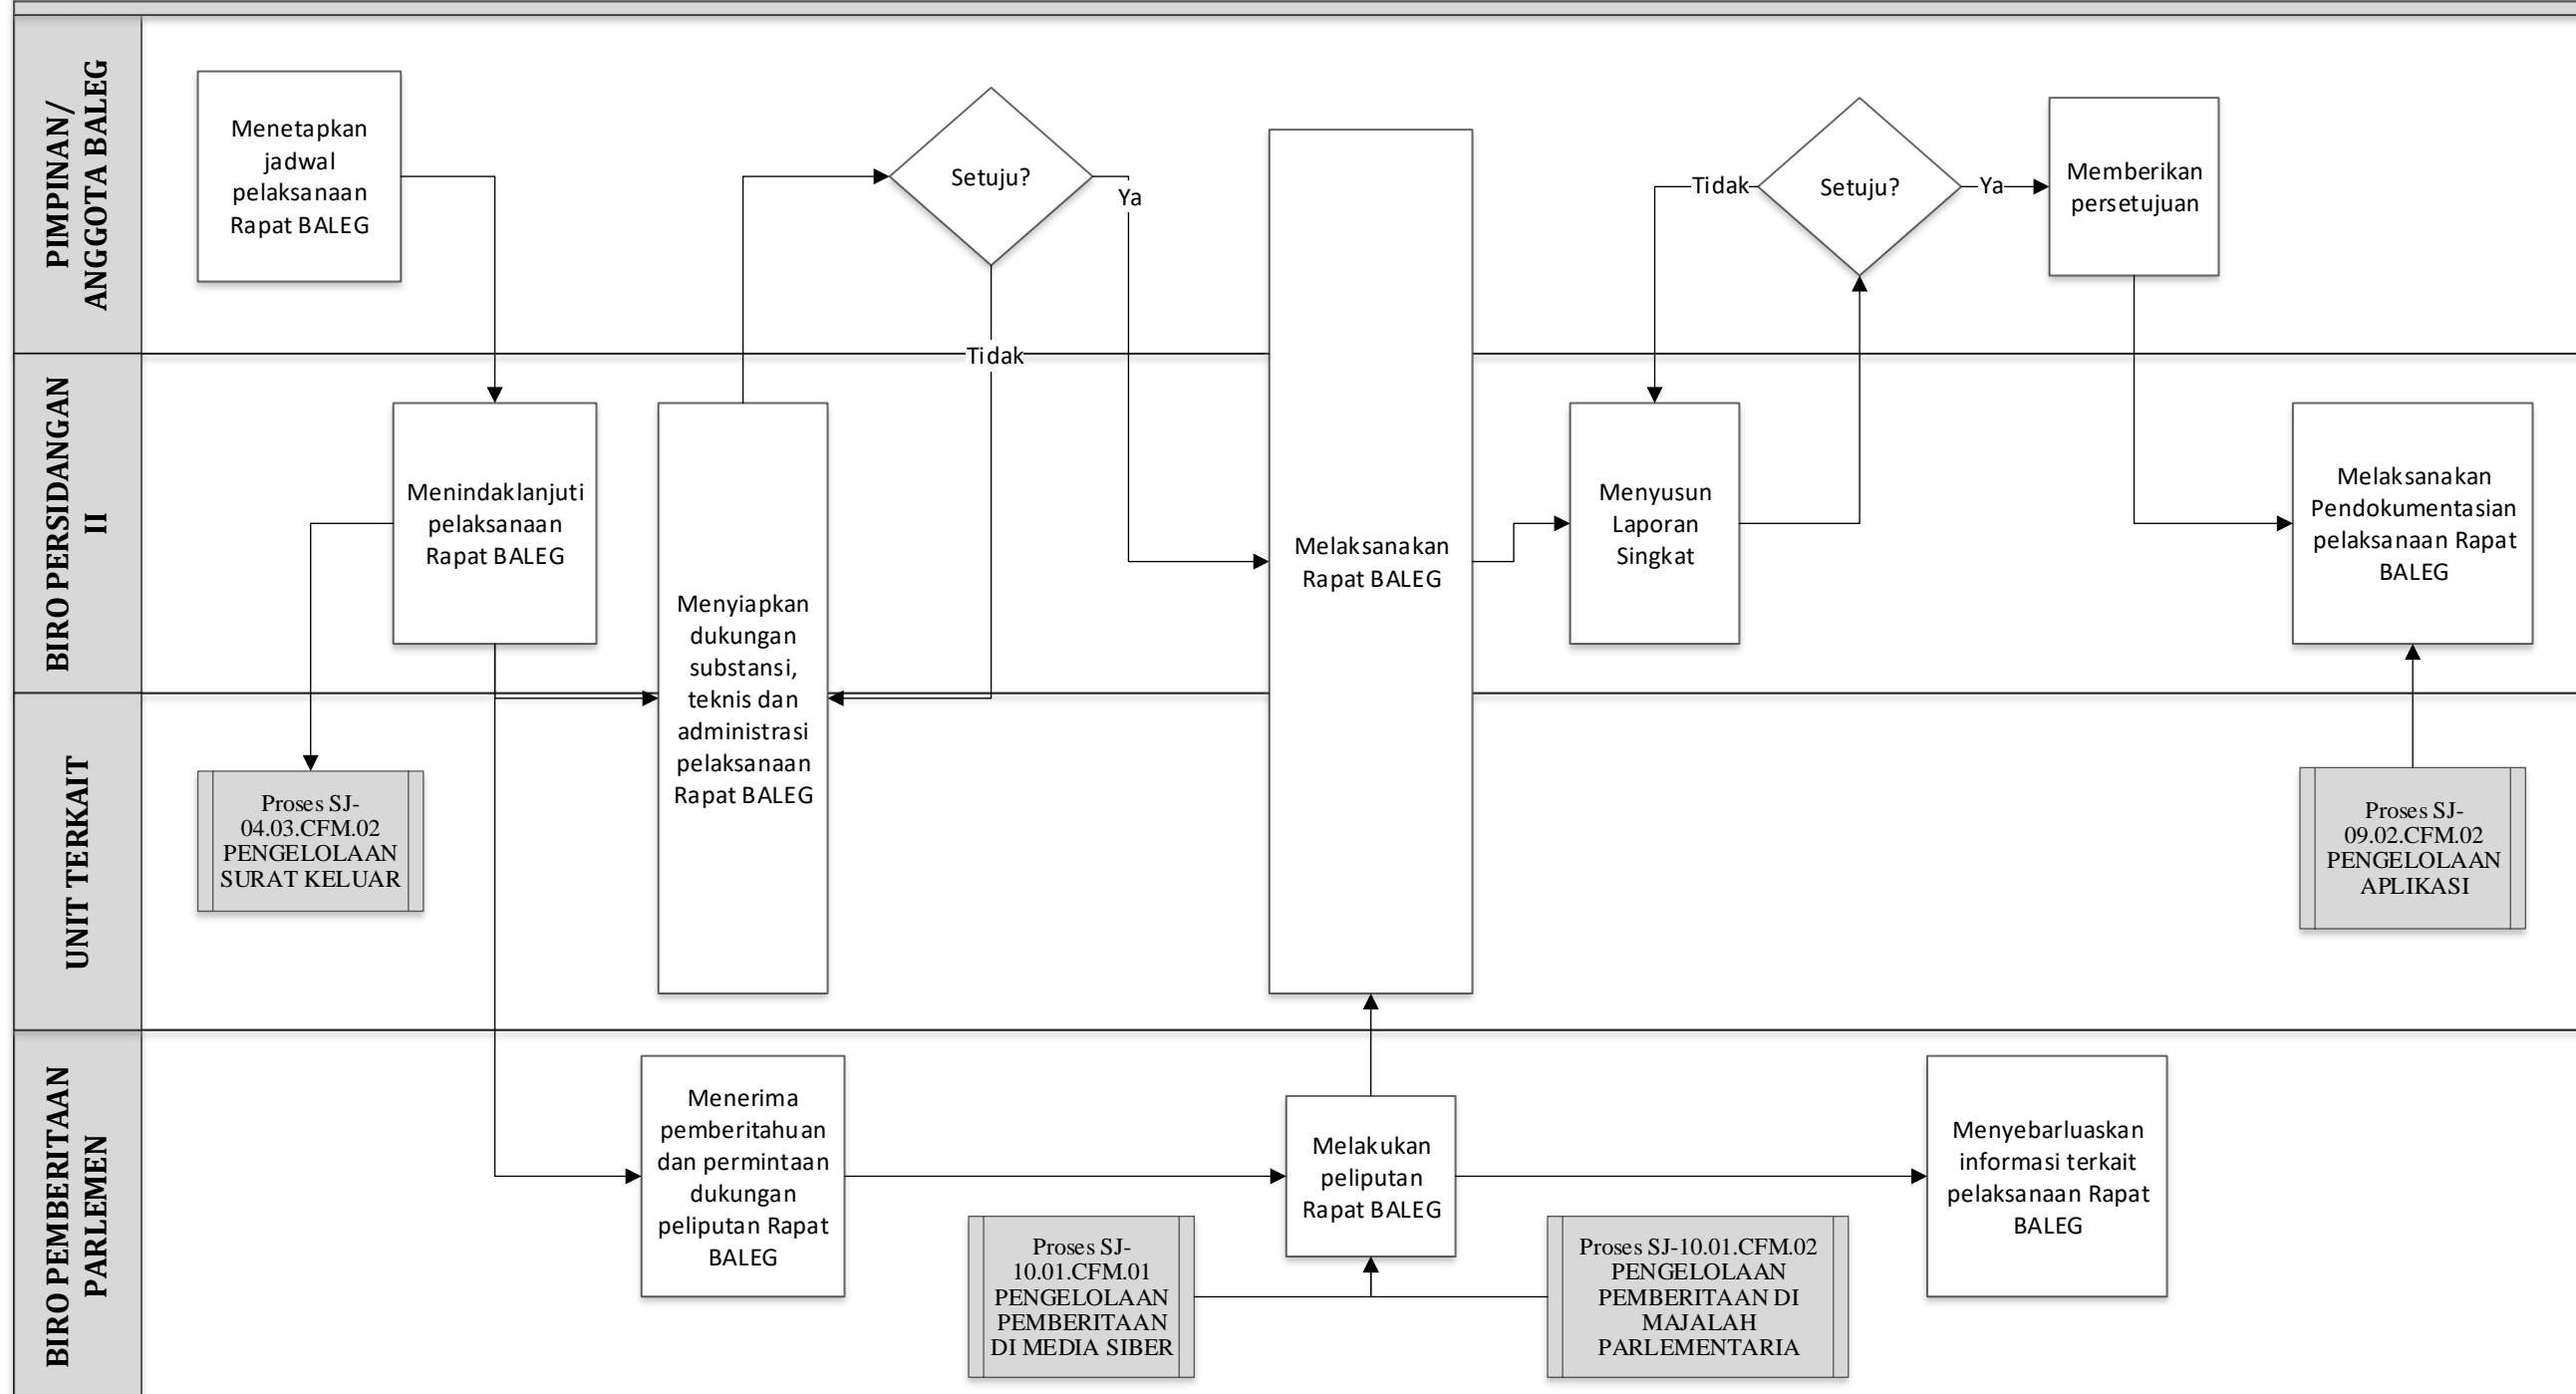 PIMPINAN/
ANGGOTA BALEG
Menetapkan
jadwal
pelaksanaan
Rapat BALEG
Setuju?
Ya
Tidak
Setuju?
Tidak
Ya
Memberikan
persetujuan
BIRO PERSIDANGAN
II
Menindaklanjuti
pelaksanaan
Rapat BALEG
Menyiapkan
dukungan
substansi,
teknis dan
administrasi
pelaksanaan
Rapat BALEG
Melaksanakan
Rapat BALEG
Menyusun
Laporan
Singkat
Melaksanakan
Pendokumentasian
pelaksanaan Rapat
BALEG
UNIT TERKAIT
Proses SJ-
04.03.CFM.02
PENGELOLAAN
SURAT KELUAR
Proses SJ-
09.02.CFM.02
PENGELOLAAN
APLIKASI
BIRO PEMBERITAAN
PARLEMEN
Menerima
pemberitahuan
dan permintaan
dukungan
peliputan Rapat
BALEG
Melakukan
peliputan
Rapat BALEG
Menyebarluaskan
informasi terkait
pelaksanaan Rapat
BALEG
Proses SJ-
10.01.CFM.01
PENGELOLAAN
PEMBERITAAN
DI MEDIA SIBER
Proses SJ-10.01.CFM.02
PENGELOLAAN
PEMBERITAAN DI
MAJALAH
PARLEMENTARIA